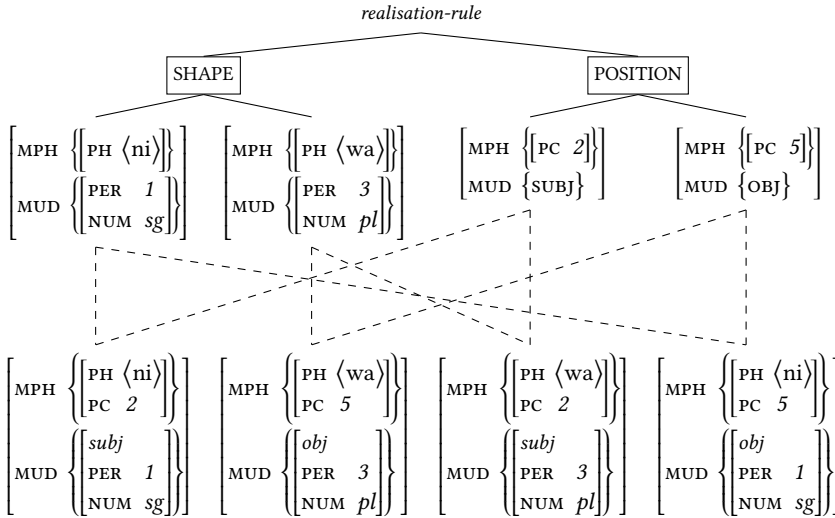 realisation-rule
SHAPE POSITION
[MPH {[PH ⟨ni⟩]}] [MPH {[PH ⟨wa⟩]}] [MPH {[PC 2]}] [MPH {[PC 5]}]
[MUD {[PER 1] [PER 3] [MUD {SUBJ}] [MUD {OBJ}]
[NUM sg]}] [NUM pl]}]
MPH {[PH ⟨ni⟩ MPH {[PH ⟨wa⟩ MPH {[PH ⟨wa⟩ MPH {[PH ⟨ni⟩
PC 2]} PC 5]} PC 2]} PC 5]}
[subj [obj [subj [obj
MUD {PER 1 MUD {PER 3 MUD {PER 3 MUD {PER 1
NUM sg]} NUM pl]} NUM pl]} NUM sg]}